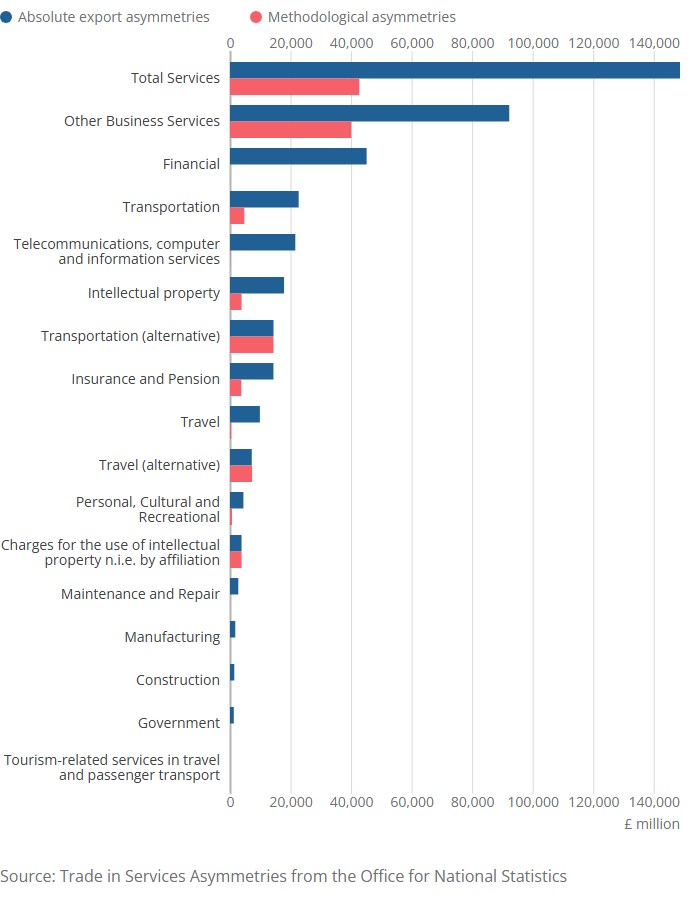 Absolute export asymmetries
Methodological asymmetries
0 20,000 40,000 60,000 80,000 100,000 120,000 140,000
Total Services
Other Business Services
Financial
Transportation
Telecommunications, computer
and information services
Intellectual property
Transportation (alternative)
Insurance and Pension
Travel
Travel (alternative)
Personal, Cultural and
Recreational
Charges for the use of intellectual
property n.i.e. by affiliation
Maintenance and Repair
Manufacturing
Construction
Government
Tourism-related services in travel
and passenger transport
0 20,000 40,000 60,000 80,000 100,000 120,000 140,000
£ million
Source: Trade in Services Asymmetries from the Office for National Statistics